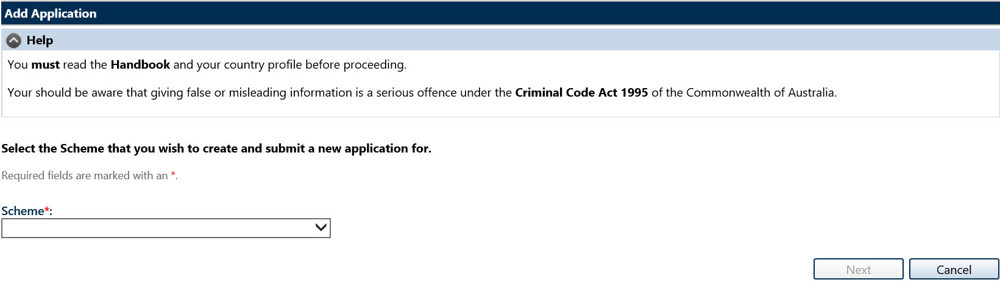 Add Application
Help
You must read the Handbook and your country profile before proceeding.
Your should be aware that giving false or misleading information is a serious offence under the Criminal Code Act 1995 of the Commonwealth of Australia.
Select the Scheme that you wish to create and submit a new application for.
Required fields are marked with an *.
Scheme*:
Next Cancel